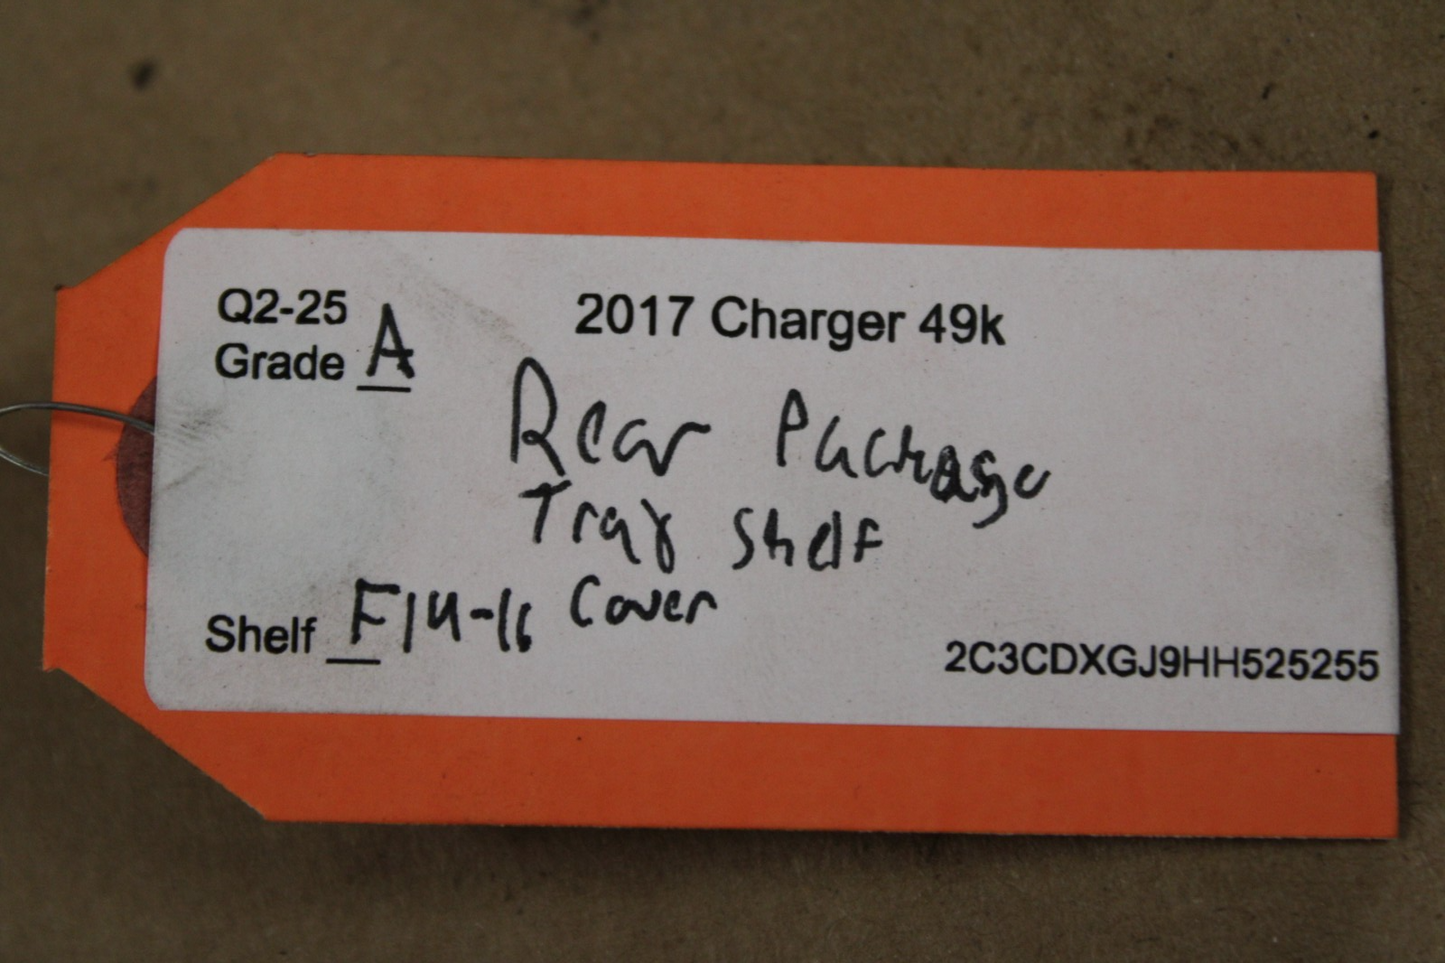 Q2-25
Grade A
2017 Charger 49k
Rear Package
Tray Shelf
Cover
Shelf F14-16
2C3CDXGJ9HH525255